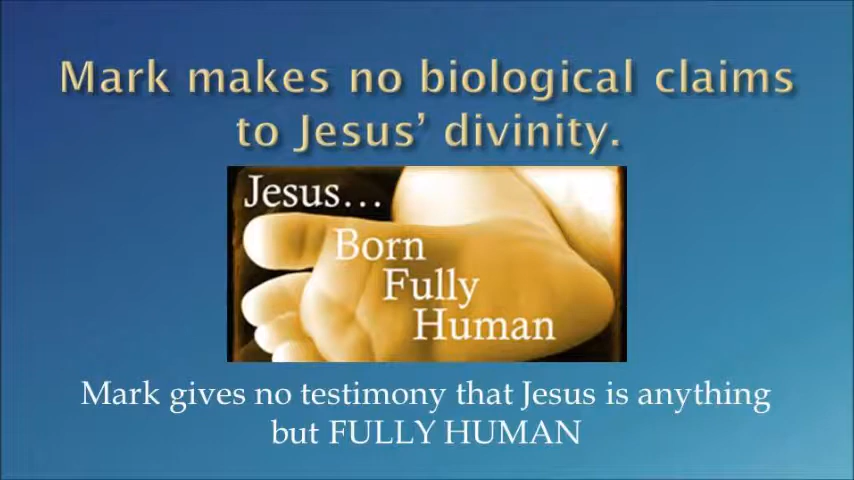 Mark makes no biological claims
to Jesus’ divinity.
Jesus...
Born
Fully
Human
Mark gives no testimony that Jesus is anything
but FULLY HUMAN